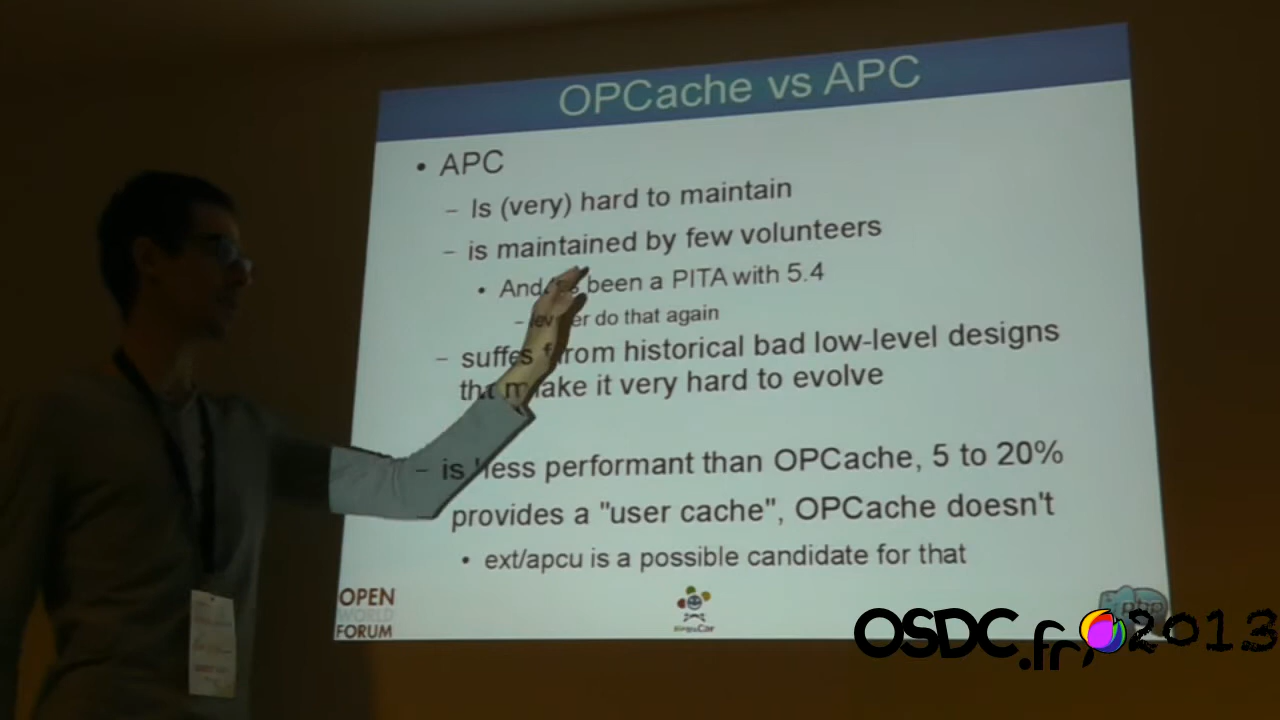 OPCache vs APC
• APC
– Is (very) hard to maintain
– is maintained by few volunteers
• And been a PITA with 5.4
– do that again
– from historical bad low-level designs
make it very hard to evolve
– is less performant than OPCache, 5 to 20%
provides a "user cache", OPCache doesn't
• ext/apcu is a possible candidate for that
OPEN
WORLD
FORUM
php
OSDC.fr 2013